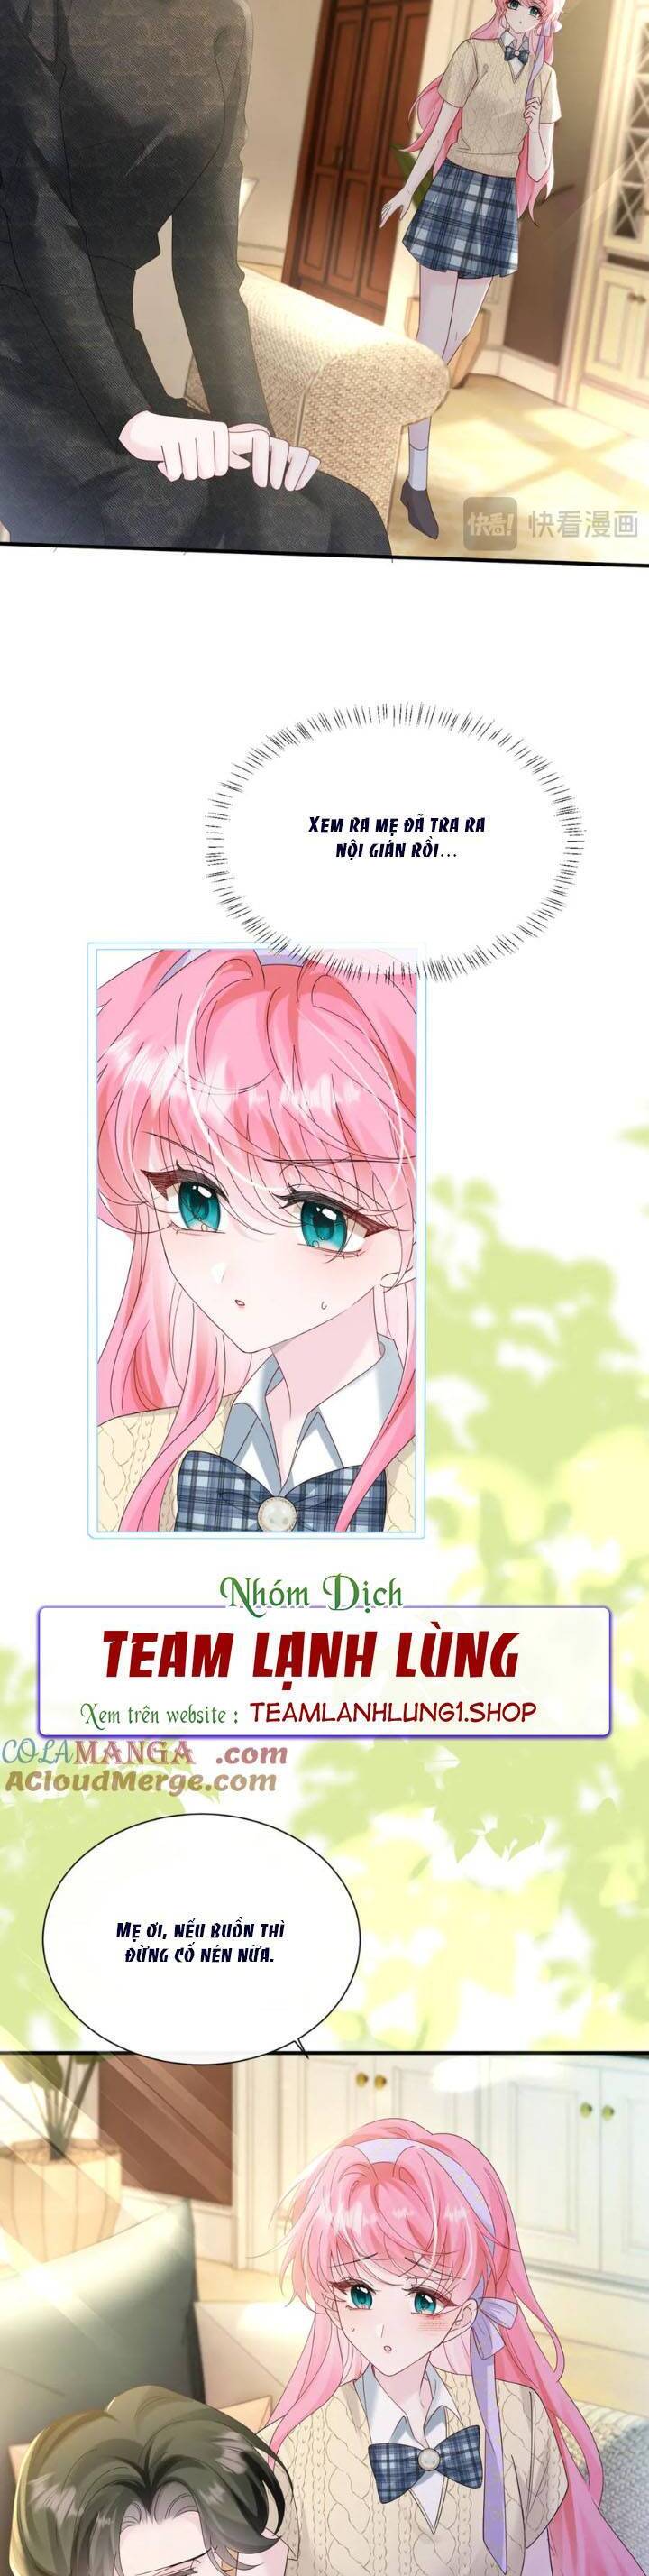 快看! 快看漫画
XEM RA MẸ ĐÃ TRA RA
NỘI GIÁN RỒI...
Nhóm Dịch
TEAM LẠNH LÙNG
Xem trên website : TEAMLANHLUNG1.SHOP
COLAMANGA .com
ACloudMerge.com
MẸ ƠI, NẾU BUỒN THÌ
ĐỪNG CỐ NÉN NỮA.